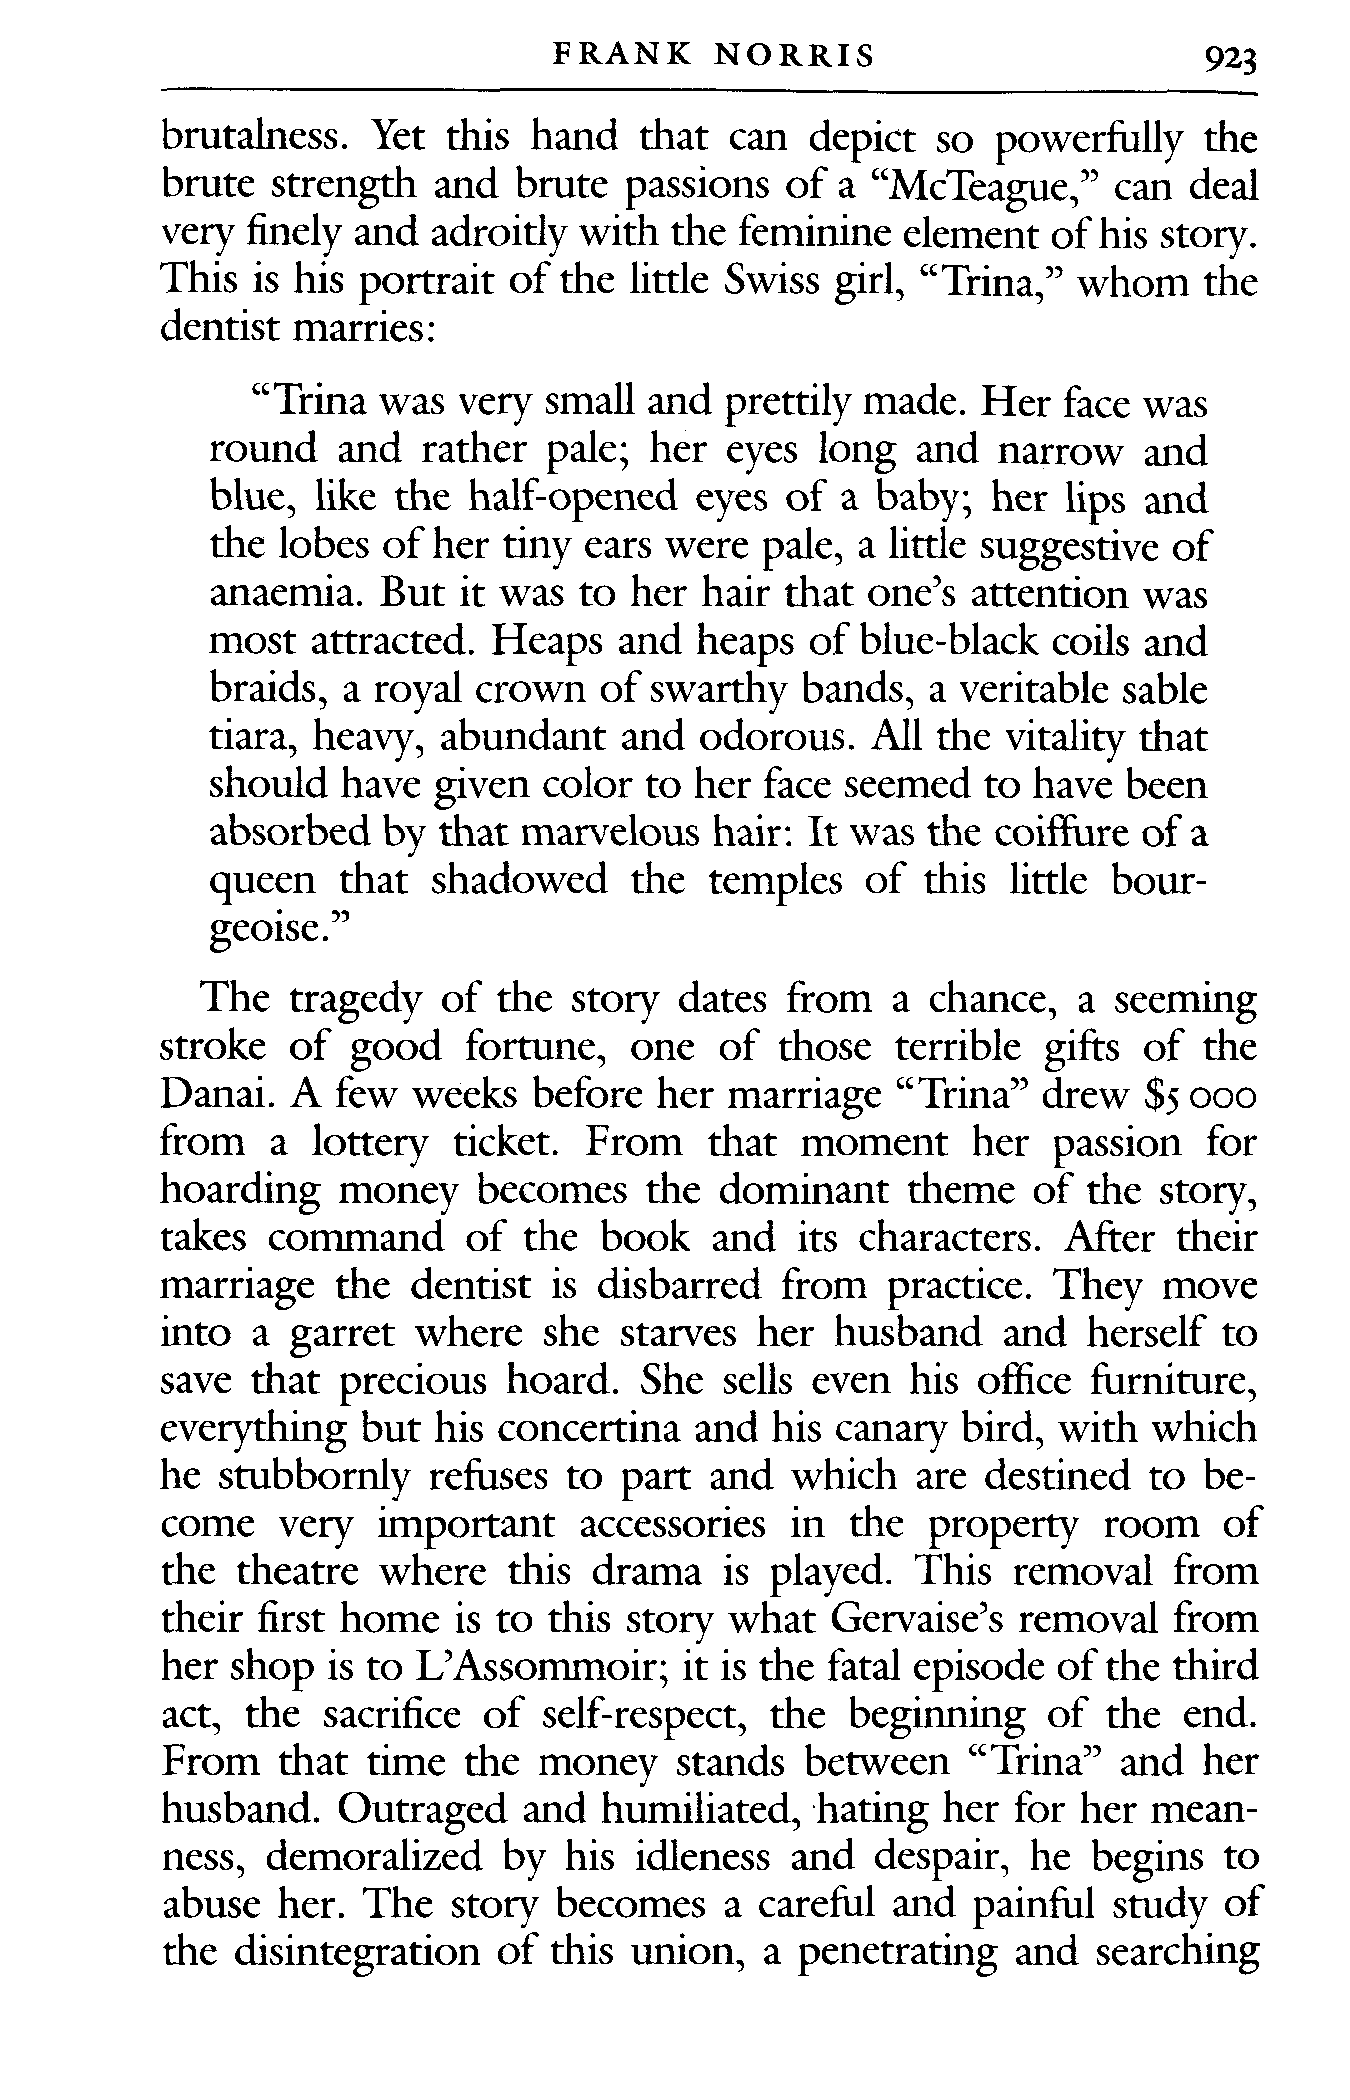 FRANK NORRIS 923
brutalness. Yet this hand that can depict so powerfully the
brute strength and brute passions of a “McTeague,” can deal
very finely and adroitly with the feminine element of his story.
This is his portrait of the little Swiss girl, “Trina,” whom the
dentist marries:
“Trina was very small and prettily made. Her face was
round and rather pale; her eyes long and narrow and
blue, like the half-opened eyes of a baby; her lips and
the lobes of her tiny ears were pale, a little suggestive of
anaemia. But it was to her hair that one’s attention was
most attracted. Heaps and heaps of blue-black coils and
braids, a royal crown of swarthy bands, a veritable sable
tiara, heavy, abundant and odorous. All the vitality that
should have given color to her face seemed to have been
absorbed by that marvelous hair: It was the coiffure of a
queen that shadowed the temples of this little bour-
geoise.”
The tragedy of the story dates from a chance, a seeming
stroke of good fortune, one of those terrible gifts of the
Danai. A few weeks before her marriage “Trina” drew $5 000
from a lottery ticket. From that moment her passion for
hoarding money becomes the dominant theme of the story,
takes command of the book and its characters. After their
marriage the dentist is disbarred from practice. They move
into a garret where she starves her husband and herself to
save that precious hoard. She sells even his office furniture,
everything but his concertina and his canary bird, with which
he stubbornly refuses to part and which are destined to be-
come very important accessories in the property room of
the theatre where this drama is played. This removal from
their first home is to this story what Gervaise’s removal from
her shop is to L’Assommoir; it is the fatal episode of the third
act, the sacrifice of self-respect, the beginning of the end.
From that time the money stands between “Trina” and her
husband. Outraged and humiliated, hating her for her mean-
ness, demoralized by his idleness and despair, he begins to
abuse her. The story becomes a careful and painful study of
the disintegration of this union, a penetrating and searching